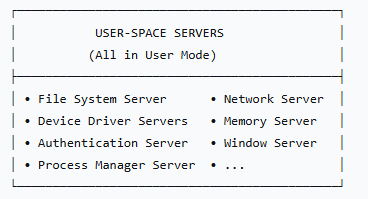 USER-SPACE SERVERS
(All in User Mode)
• File System Server • Network Server
• Device Driver Servers • Memory Server
• Authentication Server • Window Server
• Process Manager Server • ...